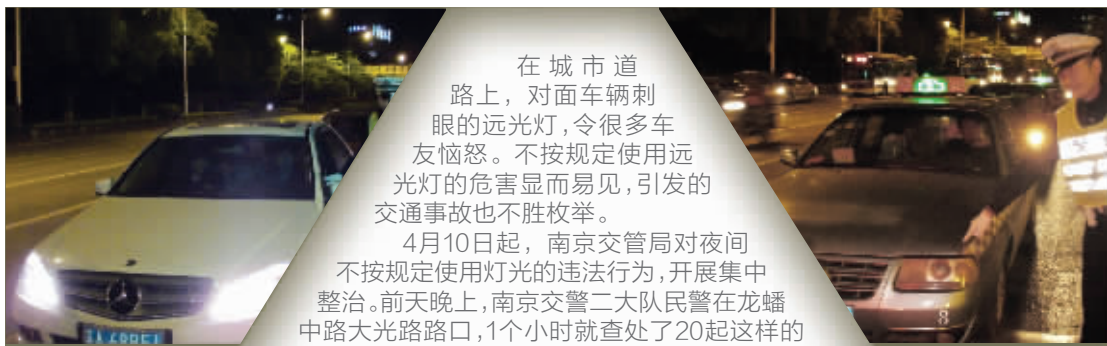 在城市道
路上，对面车辆刺
眼的远光灯，令很多车
友恼怒。不按规定使用远
光灯的危害显而易见，引发的
交通事故也不胜枚举。
4月10日起，南京交管局对夜间
不按规定使用灯光的违法行为，开展集中
整治。前天晚上，南京交警二大队民警在龙蟠
中路大光路路口，1个小时就查处了20起这样的